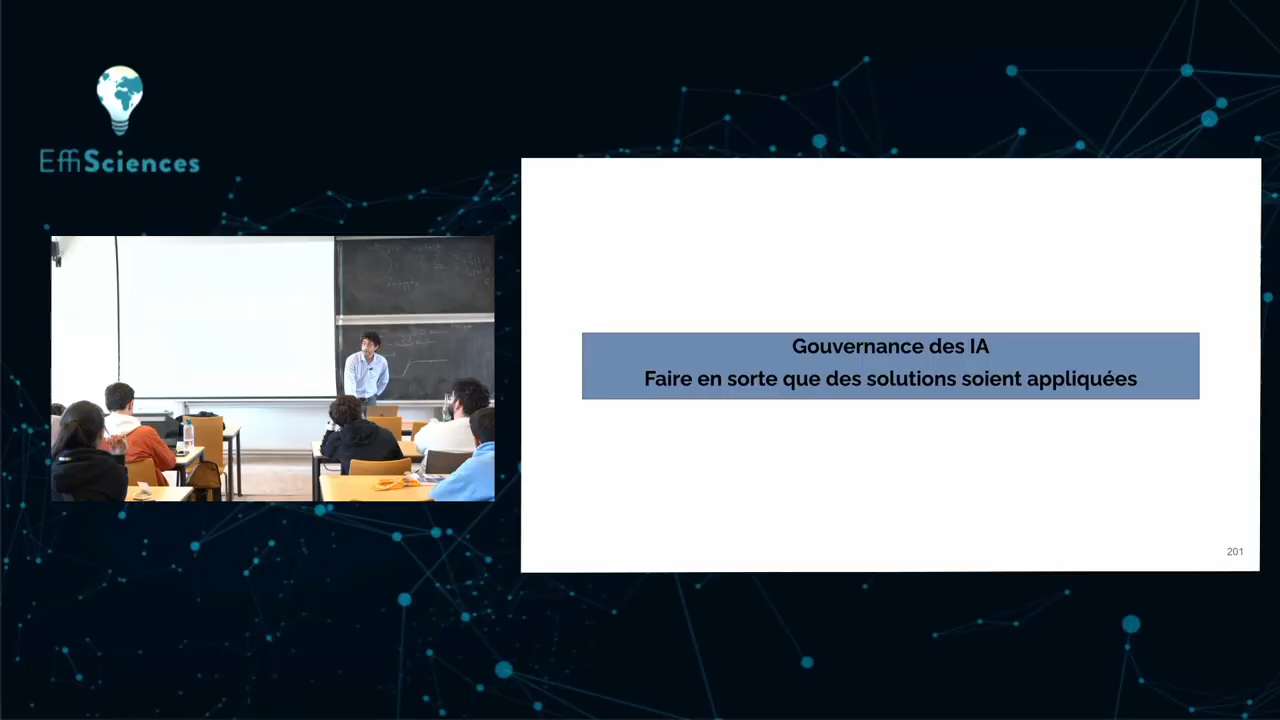 EffiSciences
Gouvernance des IA
Faire en sorte que des solutions soient appliquées
201